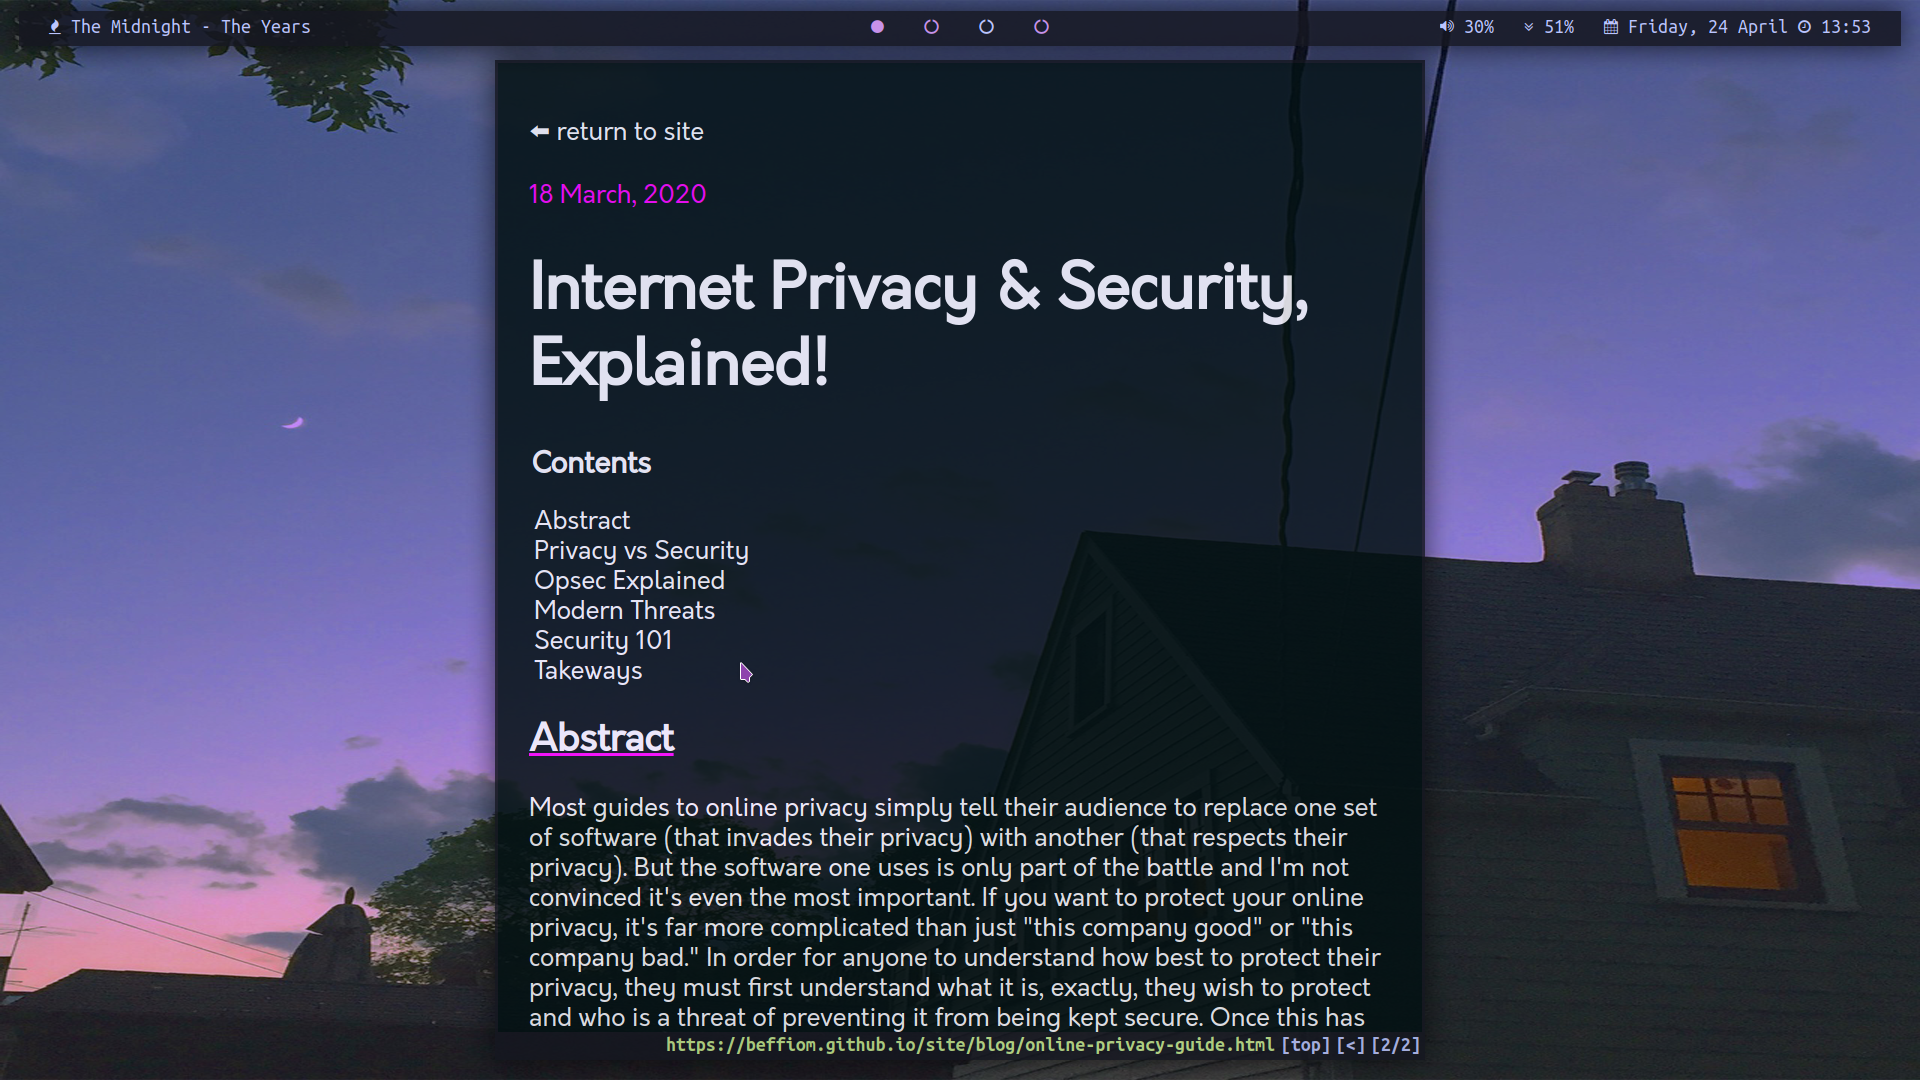 The Midnight - The Years
30%
51%
Friday, 24 April
13:53
return to site
18 March, 2020
Internet Privacy & Security,
Explained!
Contents
Abstract
Privacy vs Security
Opsec Explained
Modern Threats
Security 101
Takeways
Abstract
Most guides to online privacy simply tell their audience to replace one set
of software (that invades their privacy) with another (that respects their
privacy). But the software one uses is only part of the battle and I'm not
convinced it's even the most important. If you want to protect your online
privacy, it's far more complicated than just "this company good" or "this
company bad." In order for anyone to understand how best to protect their
privacy, they must first understand what it is, exactly, they wish to protect
and who is a threat of preventing it from being kept secure. Once this has
https://beffiom.github.io/site/blog/online-privacy-guide.html [top] [<] [2/2]